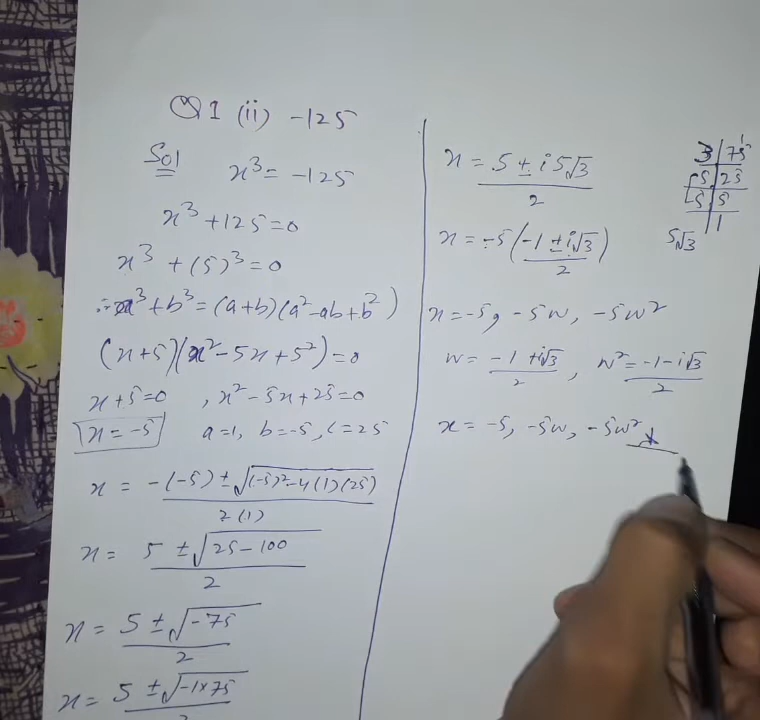 Q1 (ii) -125
Sol
x³ = -125
x³ + 125 = 0
x³ + (5)³ = 0
∴ a³ + b³ = (a+b)(a² - ab + b²)
(x+5)(x² - 5x + 5²) = 0
x + 5 = 0 , x² - 5x + 25 = 0
x = -5 a=1, b=-5, c=25
x = -(-5) ± √(-5)² - 4(1)(25)
2(1)
x = 5 ± √25 - 100
2
x = 5 ± √-75
2
x = 5 ± √-1×75
x = 5 ± i5√3
2
x = -5(-1 ± i√3)
2
x = -5, -5w, -5w²
w = -1 + i√3 , w² = -1 - i√3
2 2
x = -5, -5w, -5w²
3 | 75
5 | 25
5 | 5
| 1
5√3